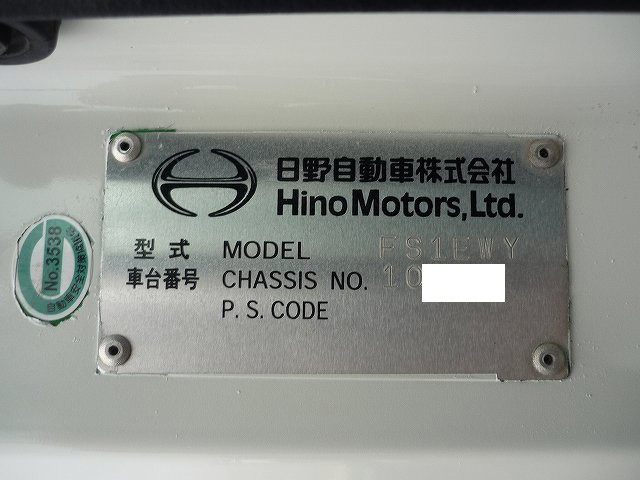 日野自動車株式会社
Hino Motors, Ltd.
型式 MODEL FS1EWY
車台番号 CHASSIS NO. 10
P.S.CODE
No.3538